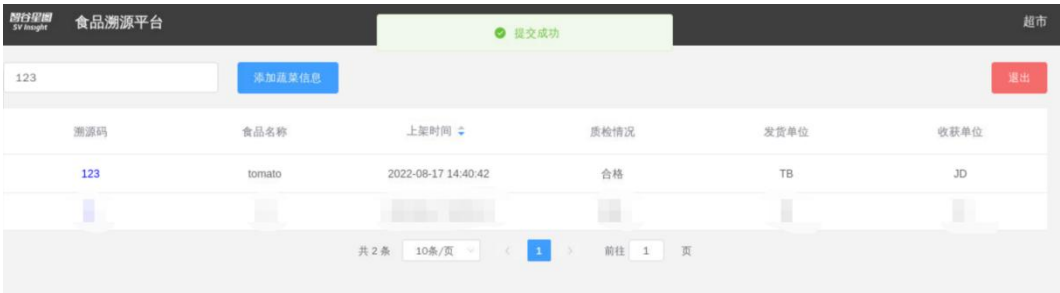 智谷星图 食品溯源平台 提交成功 超市
SV Insight
123 添加蔬菜信息 退出
溯源码 食品名称 上架时间 质检情况 发货单位 收获单位
123 tomato 2022-08-17 14:40:42 合格 TB JD
共 2 条 10条/页 1 前往 1 页